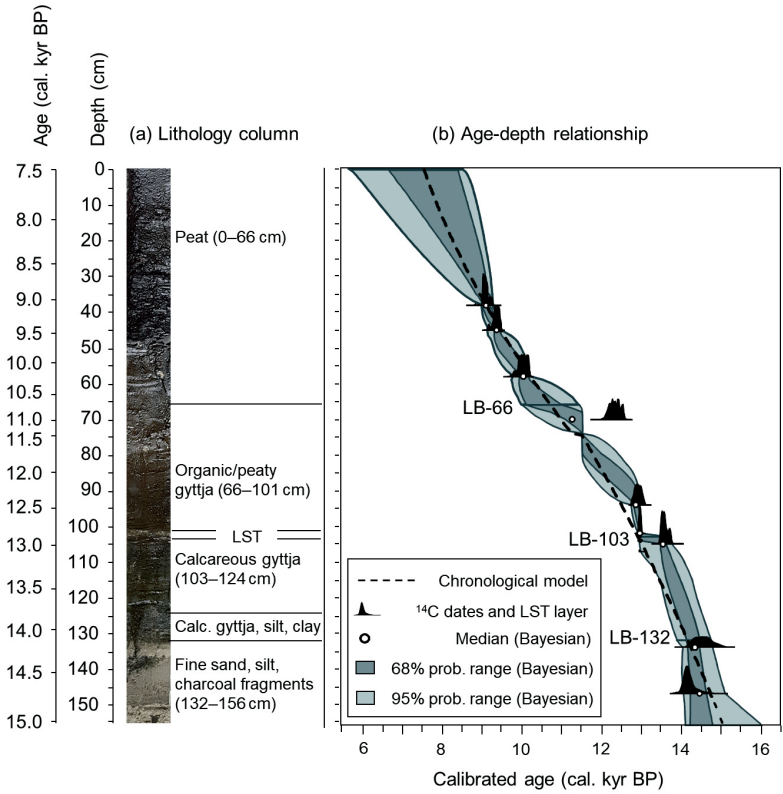 Age (cal. kyr BP)
Depth (cm)
(a) Lithology column
(b) Age-depth relationship
7.5
8.0
8.5
9.0
9.5
10.0
10.5
11.0
11.5
12.0
12.5
13.0
13.5
14.0
14.5
15.0
0
10
20
30
40
50
60
70
80
90
100
110
120
130
140
150
Peat (0–66 cm)
Organic/peaty
gyttja (66–101 cm)
LST
Calcareous gyttja
(103–124 cm)
Calc. gyttja, silt, clay
Fine sand, silt,
charcoal fragments
(132–156 cm)
LB-66
LB-103
LB-132
Chronological model
¹⁴C dates and LST layer
Median (Bayesian)
68% prob. range (Bayesian)
95% prob. range (Bayesian)
6
8
10
12
14
16
Calibrated age (cal. kyr BP)